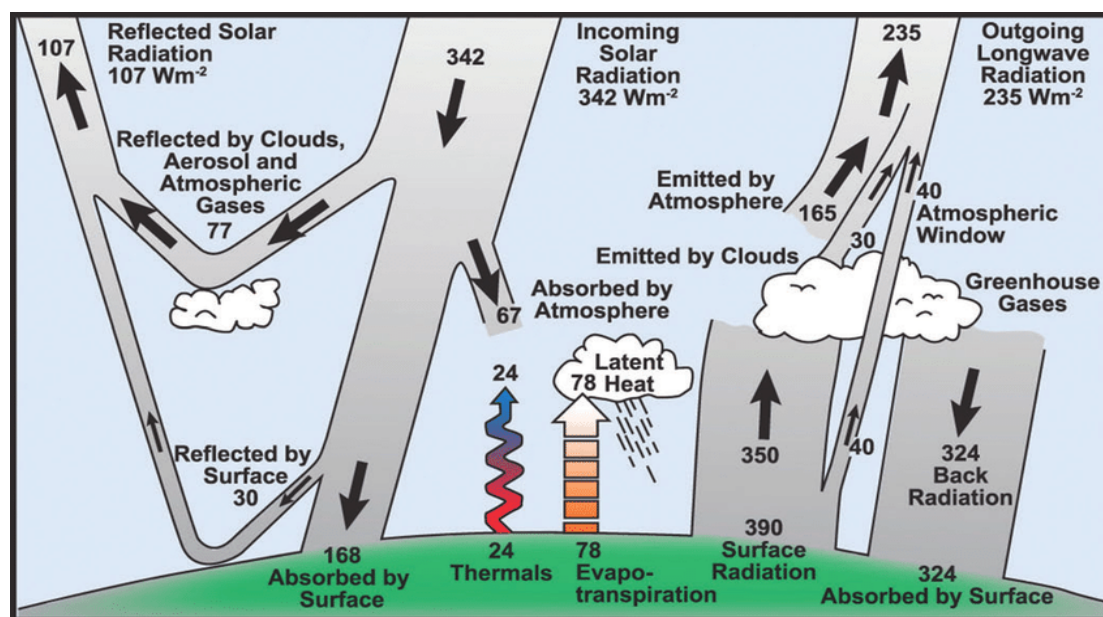 107
Reflected Solar
Radiation
107 Wm-2
342
Incoming
Solar
Radiation
342 Wm-2
235
Outgoing
Longwave
Radiation
235 Wm-2
Reflected by Clouds,
Aerosol and
Atmospheric
Gases
77
Emitted by
Atmosphere
165
40
Atmospheric
Window
30
Emitted by Clouds
Greenhouse
Gases
67
Absorbed by
Atmosphere
24
78
Latent
Heat
Reflected by
Surface
30
350
40
324
Back
Radiation
168
Absorbed by
Surface
24
Thermals
78
Evapo-
transpiration
390
Surface
Radiation
324
Absorbed by Surface